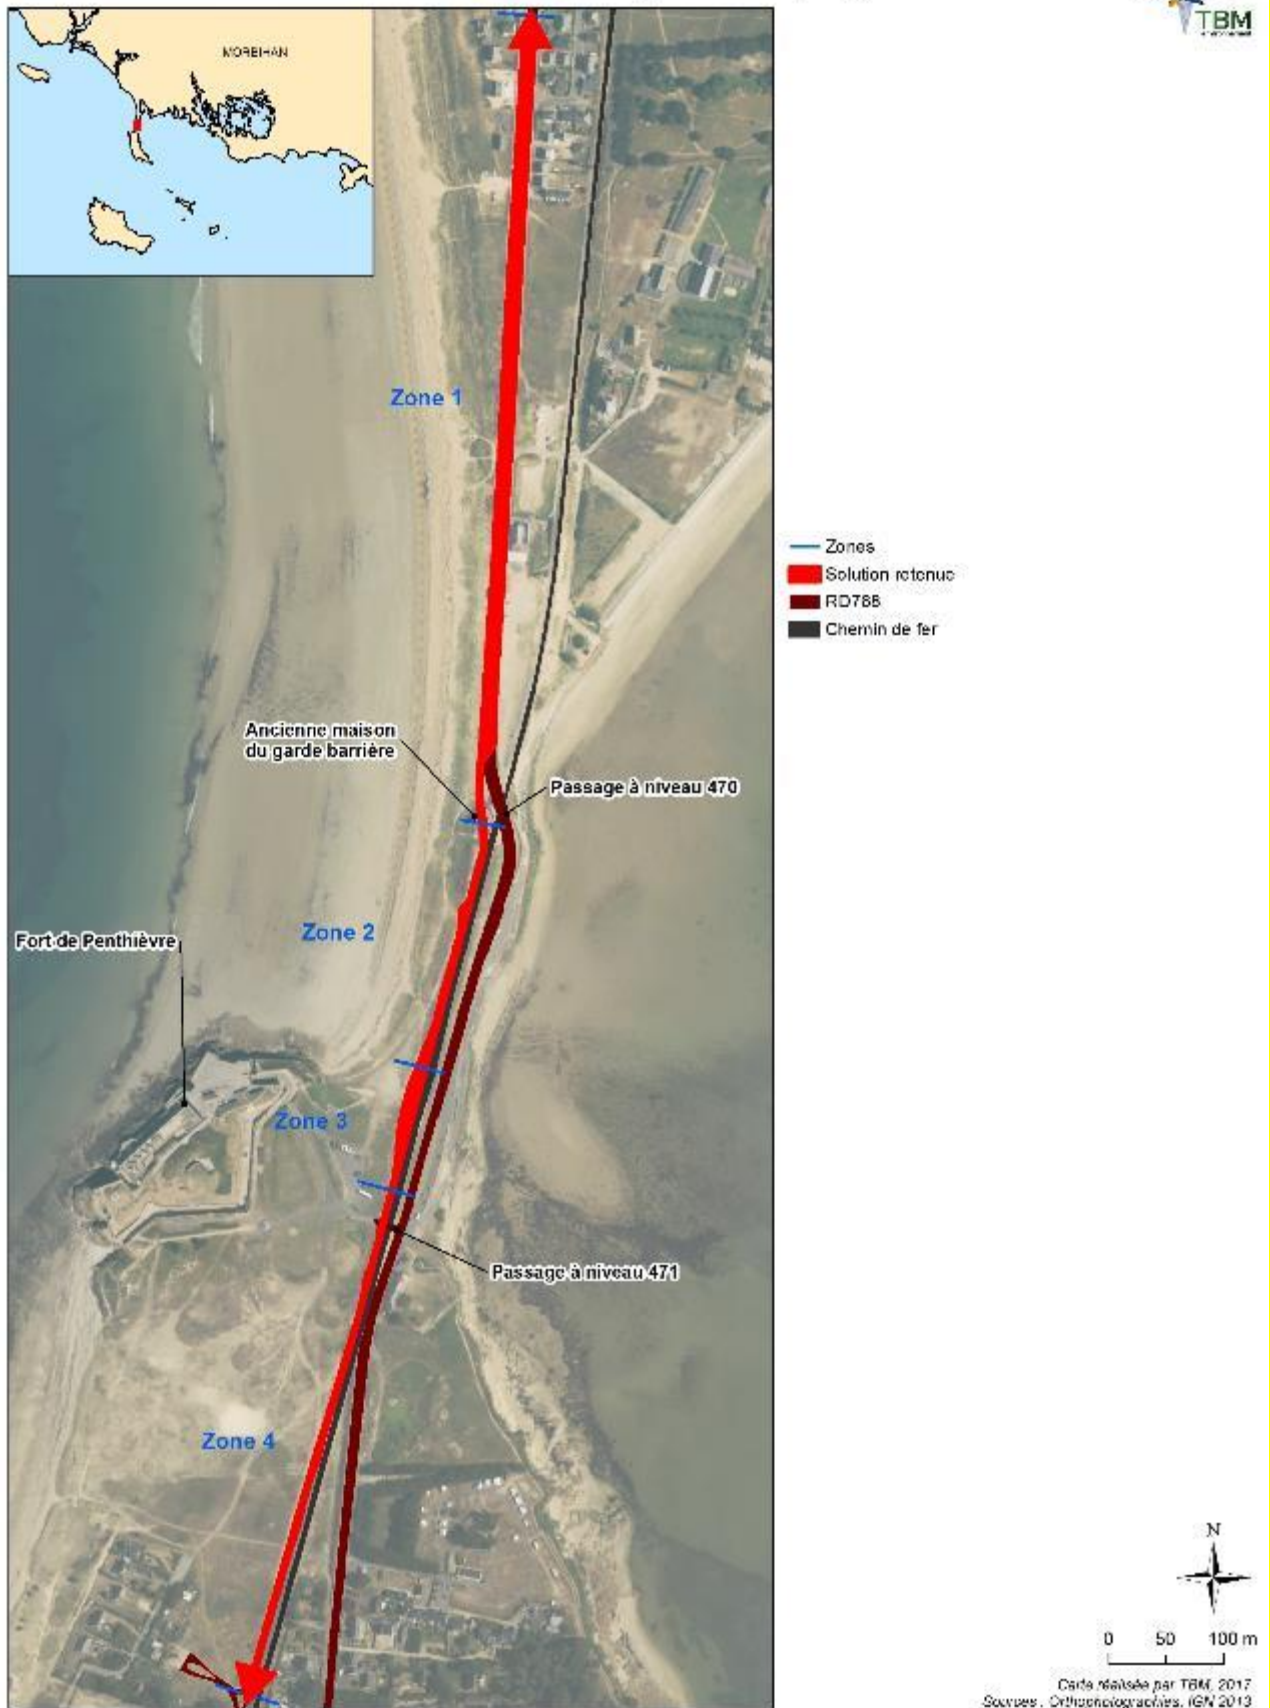 TBM
environnement
MORBIHAN
Zone 1
Zones
Solution retenue
RD768
Chemin de fer
Ancienne maison
du garde barrière
Passage à niveau 470
Zone 2
Fort de Penthièvre
Zone 3
Passage à niveau 471
Zone 4
N
0 50 100 m
Carte réalisée par TBM, 2017
Sources : Orthophotographies, IGN 2013